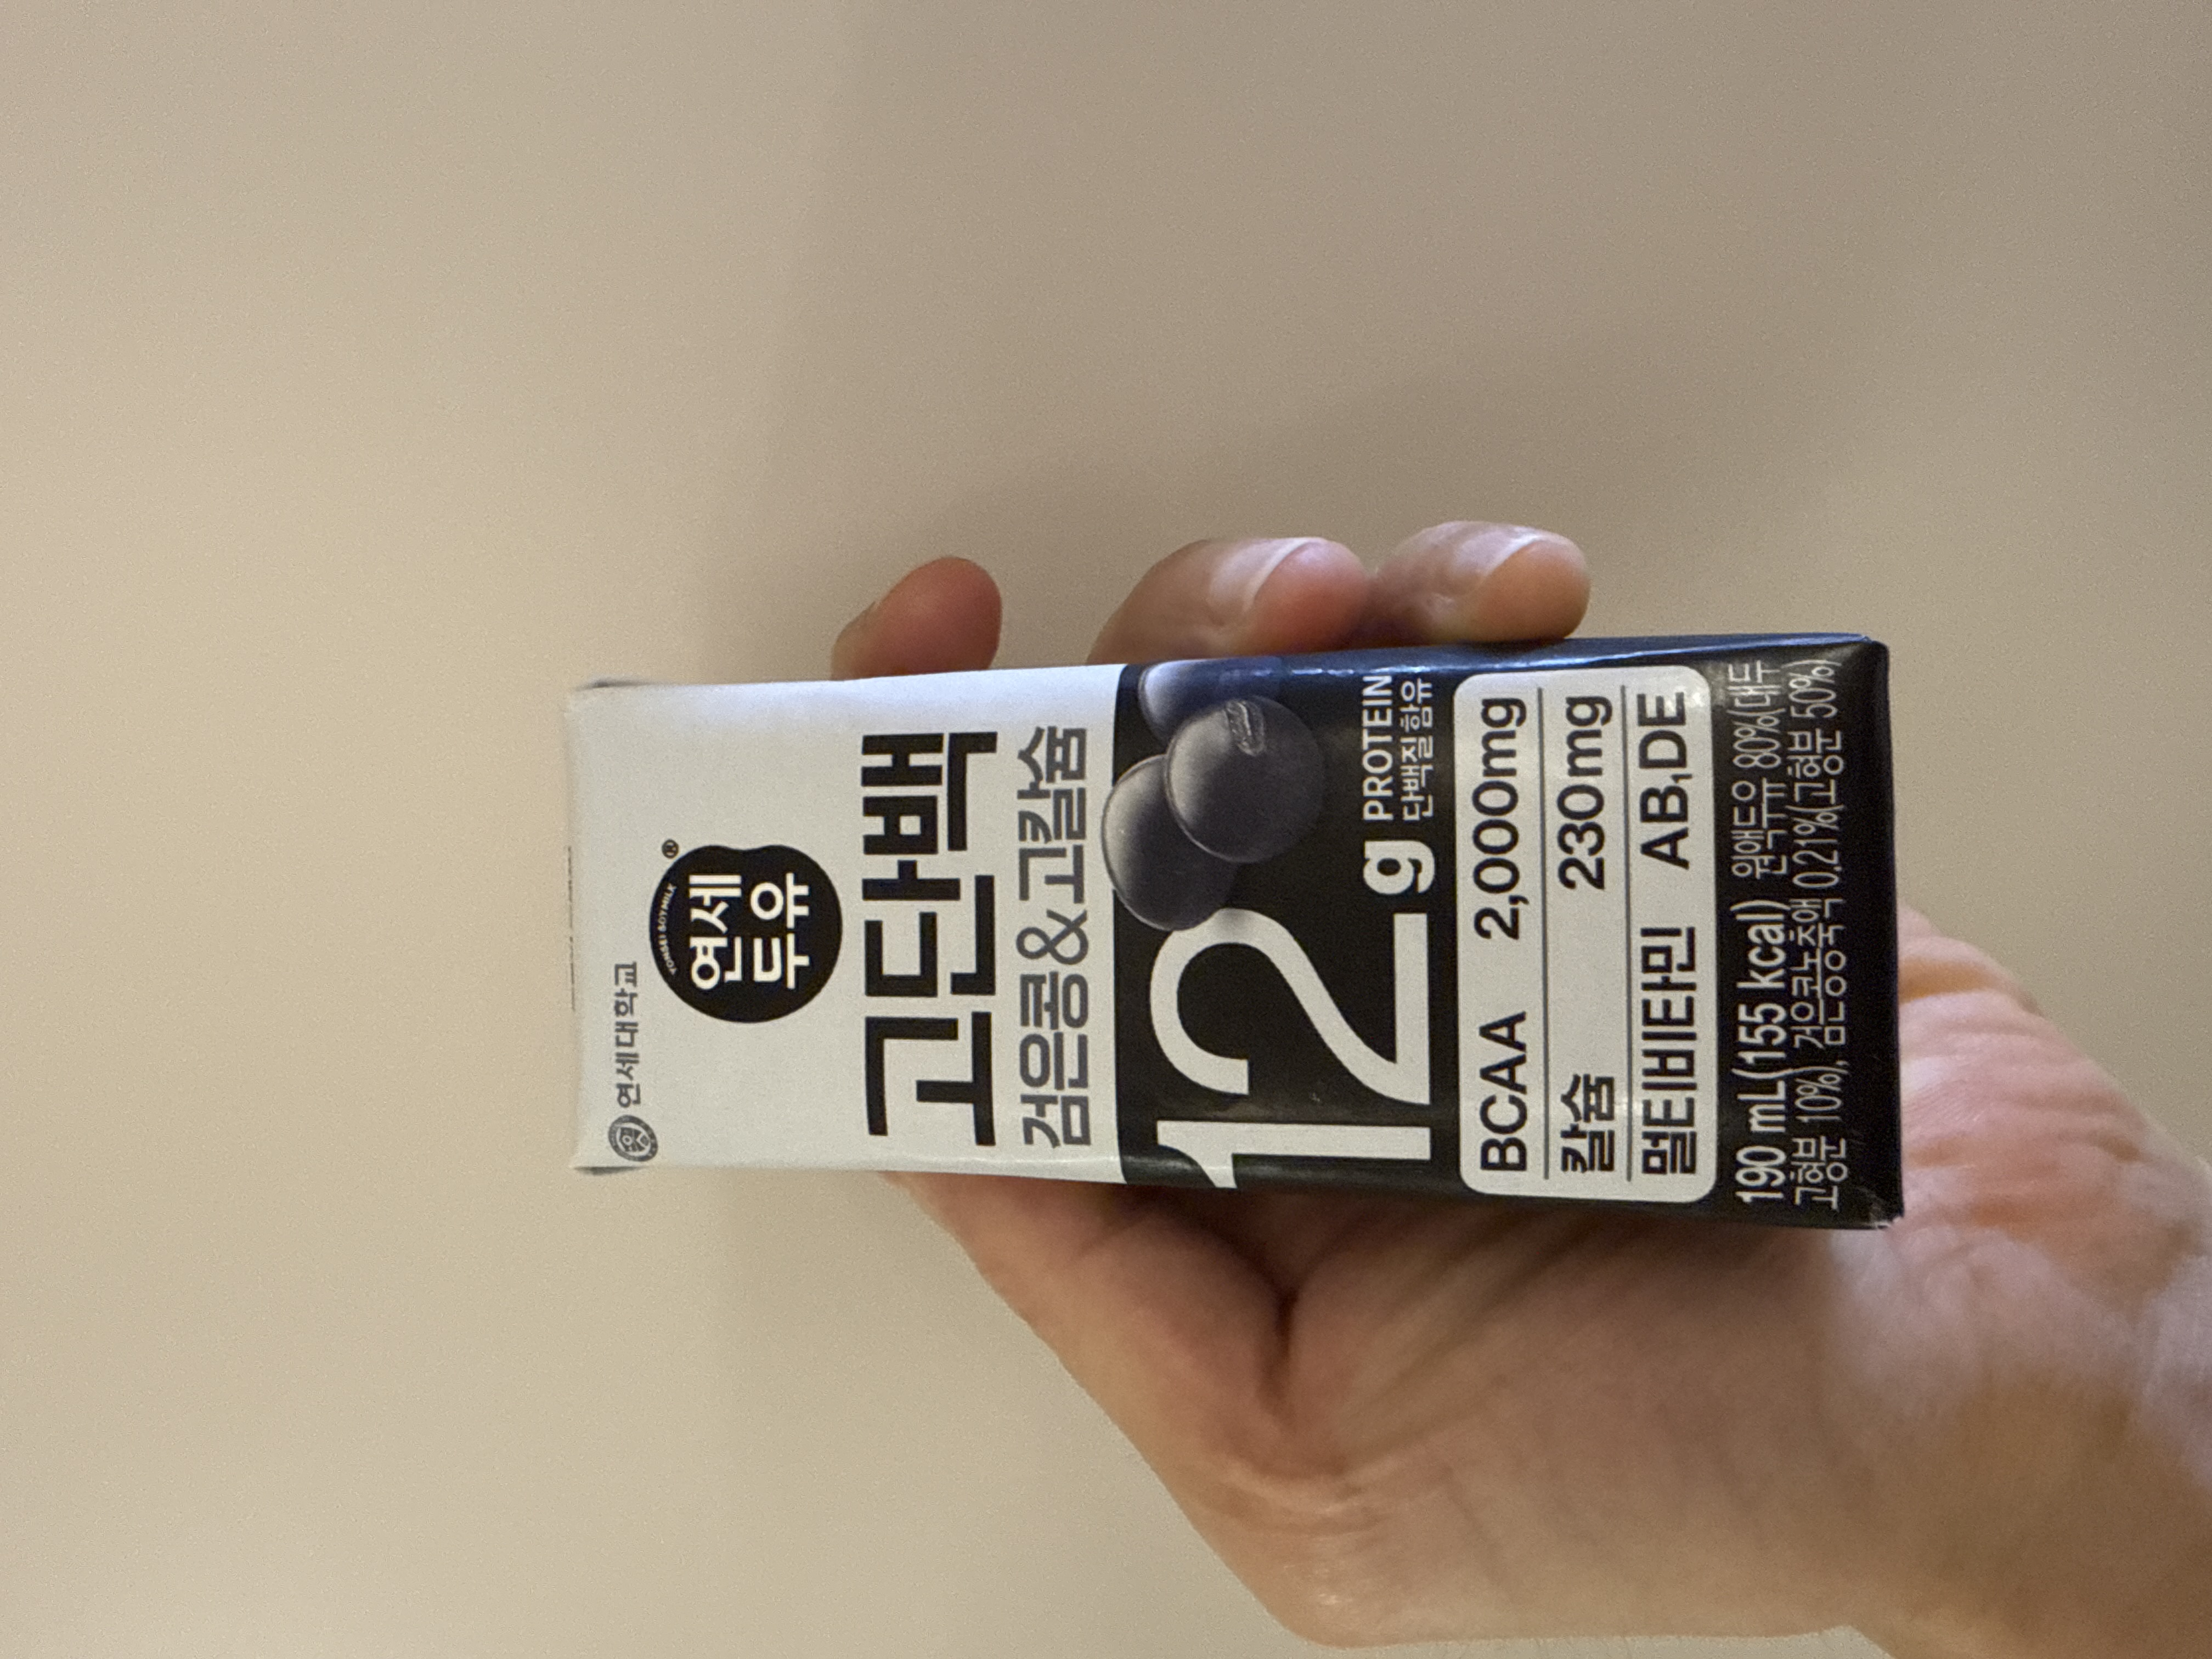 연세대학교
YONSEI SOYMILK
®
연세
두유
고단백
검은콩&고칼슘
12g PROTEIN
단백질함유
BCAA 2,000mg
칼슘 230mg
멀티비타민 AB,DE
190 mL(155 kcal) 원액두유 80%(대두
고형분 10%), 검은콩농축액 0.21%(고형분 50%)